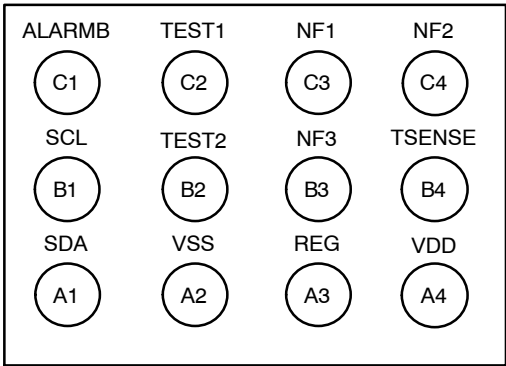 ALARMB TEST1 NF1 NF2
C1 C2 C3 C4
SCL TEST2 NF3 TSENSE
B1 B2 B3 B4
SDA VSS REG VDD
A1 A2 A3 A4